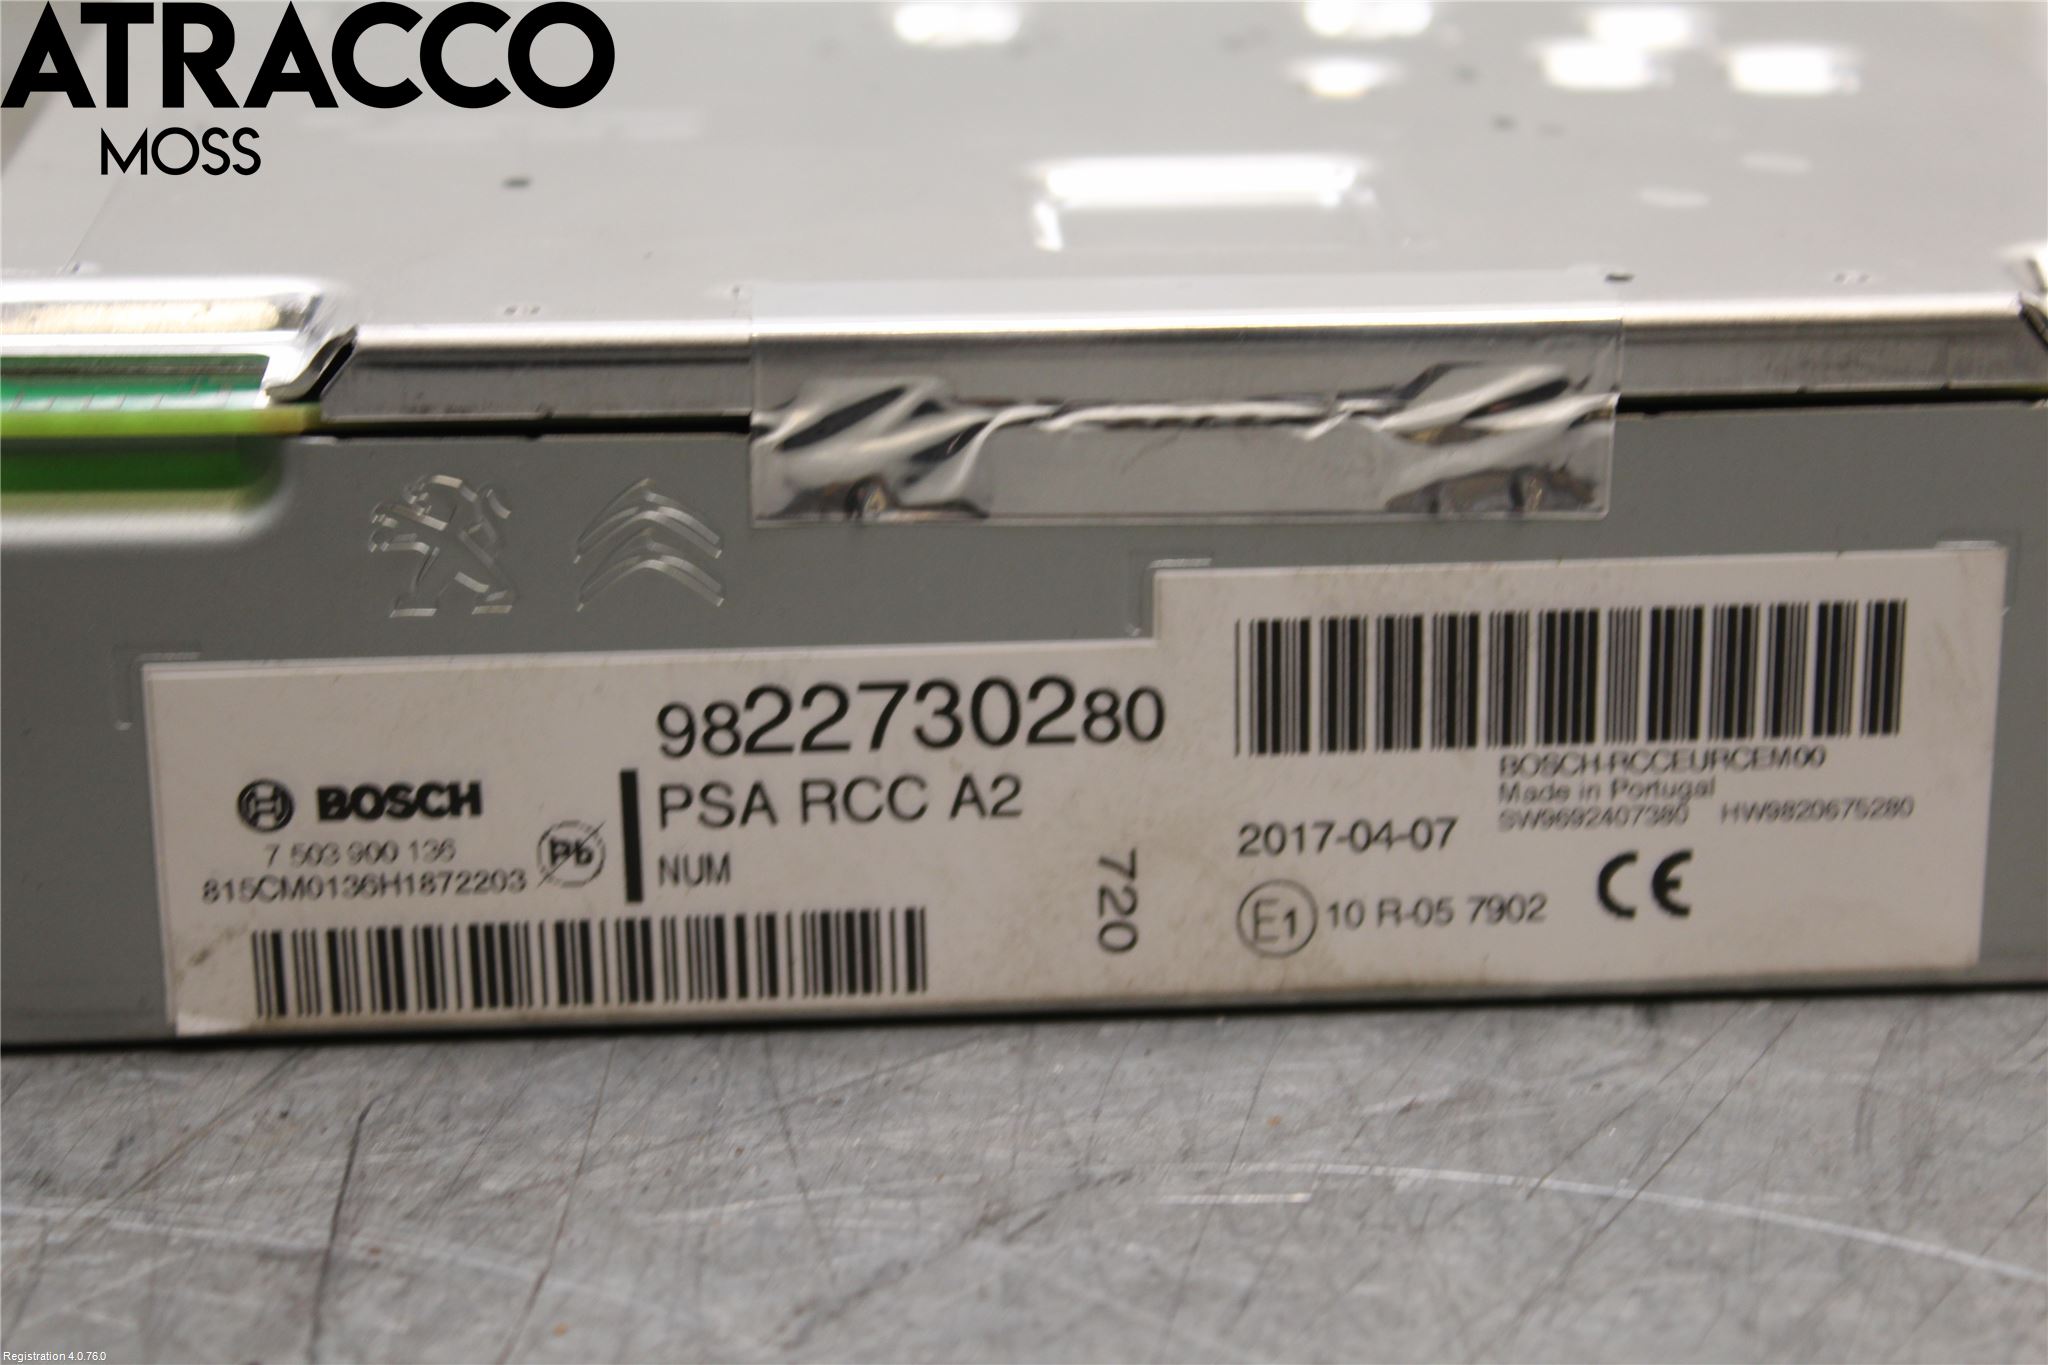 ATRACCO
MOSS
9822730280
BOSCH
7 503 900 136
815CM0136H1872203
Pb
PSA RCC A2
NUM
720
BOSCH-RCCEURCEM00
Made in Portugal
SW9692407380 HW9820675280
2017-04-07
E1 10 R-05 7902
CE
Registration 4.0.76.0